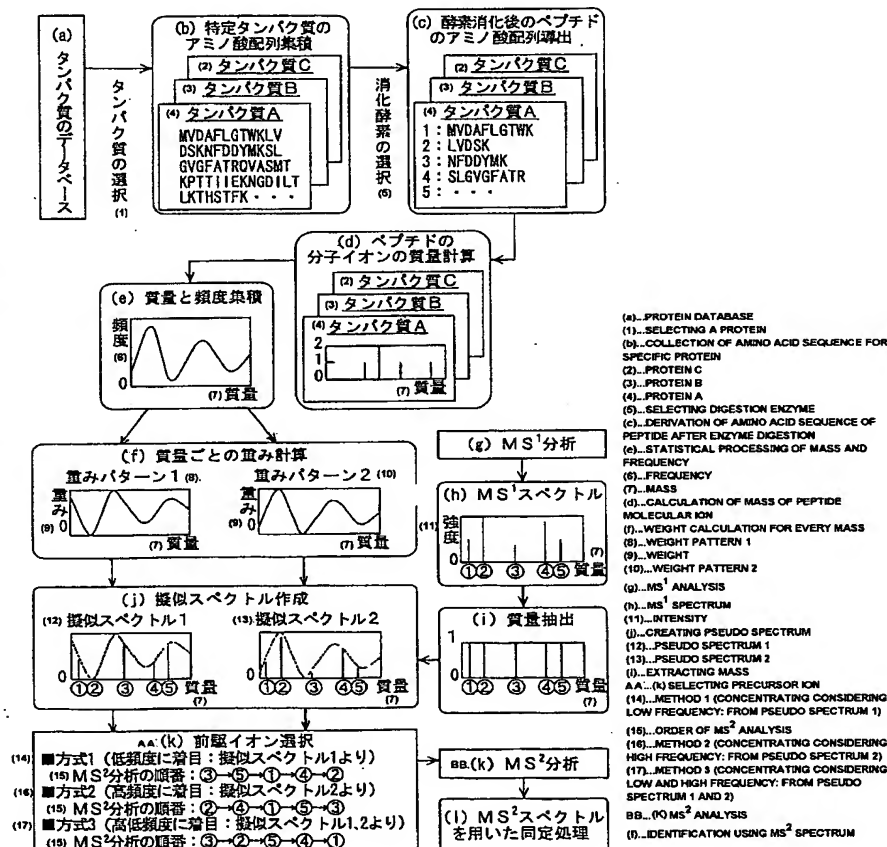 (a)
タンパク質のデータベース
タンパク質の選択
(1)
(b) 特定タンパク質の
アミノ酸配列集積
(2) タンパク質C
(3) タンパク質B
(4) タンパク質A
MVDAFLGTWKLV
DSKNFDDYMKSL
GVGFATRQVASMT
KPTTIIEKNGDILT
LKTHSTFK・・・
消化酵素の選択
(5)
(c) 酵素消化後のペプチド
のアミノ酸配列導出
(2) タンパク質C
(3) タンパク質B
(4) タンパク質A
1 : MVDAFLGTWK
2 : LVDSK
3 : NFDDYMK
4 : SLGVGFATR
5 : ・・・
(d) ペプチドの
分子イオンの質量計算
(2) タンパク質C
(3) タンパク質B
(4) タンパク質A
2
1
0
(7) 質量
(e) 質量と頻度集積
頻度
(6)
0
(7) 質量
(f) 質量ごとの重み計算
重みパターン1 (8)
重みパターン2 (10)
重み
(9) 0
(7) 質量
重み
(9) 0
(7) 質量
(g) MS¹分析
(h) MS¹スペクトル
(11) 強度
0
(7)
①② ③ ④⑤ 質量
(i) 質量抽出
1
0
①② ③ ④⑤ 質量
(7)
(j) 擬似スペクトル作成
(12) 擬似スペクトル1
(13) 擬似スペクトル2
①② ③ ④⑤ 質量
(7)
①② ③ ④⑤ 質量
(7)
AA: (k) 前駆イオン選択
(14) ■方式1 (低頻度に着目：擬似スペクトル1より)
(15) MS²分析の順番：③→⑤→①→④→②
(16) ■方式2 (高頻度に着目：擬似スペクトル2より)
(15) MS²分析の順番：②→④→①→⑤→③
(17) ■方式3 (高低頻度に着目：擬似スペクトル1,2より)
(15) MS²分析の順番：③→②→⑤→④→①
BB. (k) MS²分析
(l) MS²スペクトル
を用いた同定処理
(a)...PROTEIN DATABASE
(1)...SELECTING A PROTEIN
(b)...COLLECTION OF AMINO ACID SEQUENCE FOR
SPECIFIC PROTEIN
(2)...PROTEIN C
(3)...PROTEIN B
(4)...PROTEIN A
(5)...SELECTING DIGESTION ENZYME
(c)...DERIVATION OF AMINO ACID SEQUENCE OF
PEPTIDE AFTER ENZYME DIGESTION
(e)...STATISTICAL PROCESSING OF MASS AND
FREQUENCY
(6)...FREQUENCY
(7)...MASS
(d)...CALCULATION OF MASS OF PEPTIDE
MOLECULAR ION
(f)...WEIGHT CALCULATION FOR EVERY MASS
(8)...WEIGHT PATTERN 1
(9)...WEIGHT
(10)...WEIGHT PATTERN 2
(g)...MS¹ ANALYSIS
(h)...MS¹ SPECTRUM
(11)...INTENSITY
(j)...CREATING PSEUDO SPECTRUM
(12)...PSEUDO SPECTRUM 1
(13)...PSEUDO SPECTRUM 2
(i)...EXTRACTING MASS
AA...(k) SELECTING PRECURSOR ION
(14)...METHOD 1 (CONCENTRATING CONSIDERING
LOW FREQUENCY: FROM PSEUDO SPECTRUM 1)
(15)...ORDER OF MS² ANALYSIS
(16)...METHOD 2 (CONCENTRATING CONSIDERING
HIGH FREQUENCY: FROM PSEUDO SPECTRUM 2)
(17)...METHOD 3 (CONCENTRATING CONSIDERING
LOW AND HIGH FREQUENCY: FROM PSEUDO
SPECTRUM 1 AND 2)
BB...(K) MS² ANALYSIS
(l)...IDENTIFICATION USING MS² SPECTRUM